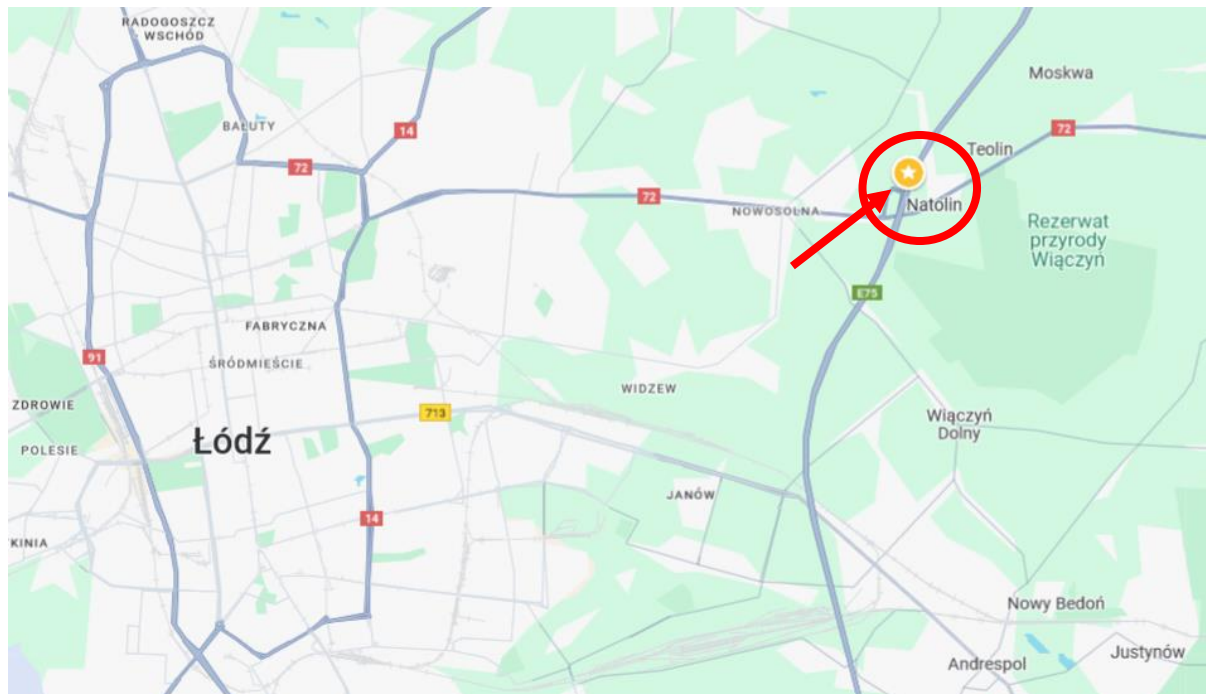 RADOGOSZCZ
WSCHÓD
Moskwa
BAŁUTY
14
72
Teolin
72
72
NOWOSOLNA
Natolin
Rezerwat
przyrody
Wiączyń
E75
FABRYCZNA
91
ŚRÓDMIEŚCIE
WIDZEW
ZDROWIE
713
Wiączyń
Dolny
Łódź
POLESIE
JANÓW
14
KINIA
Nowy Bedoń
Justynów
Andrespol